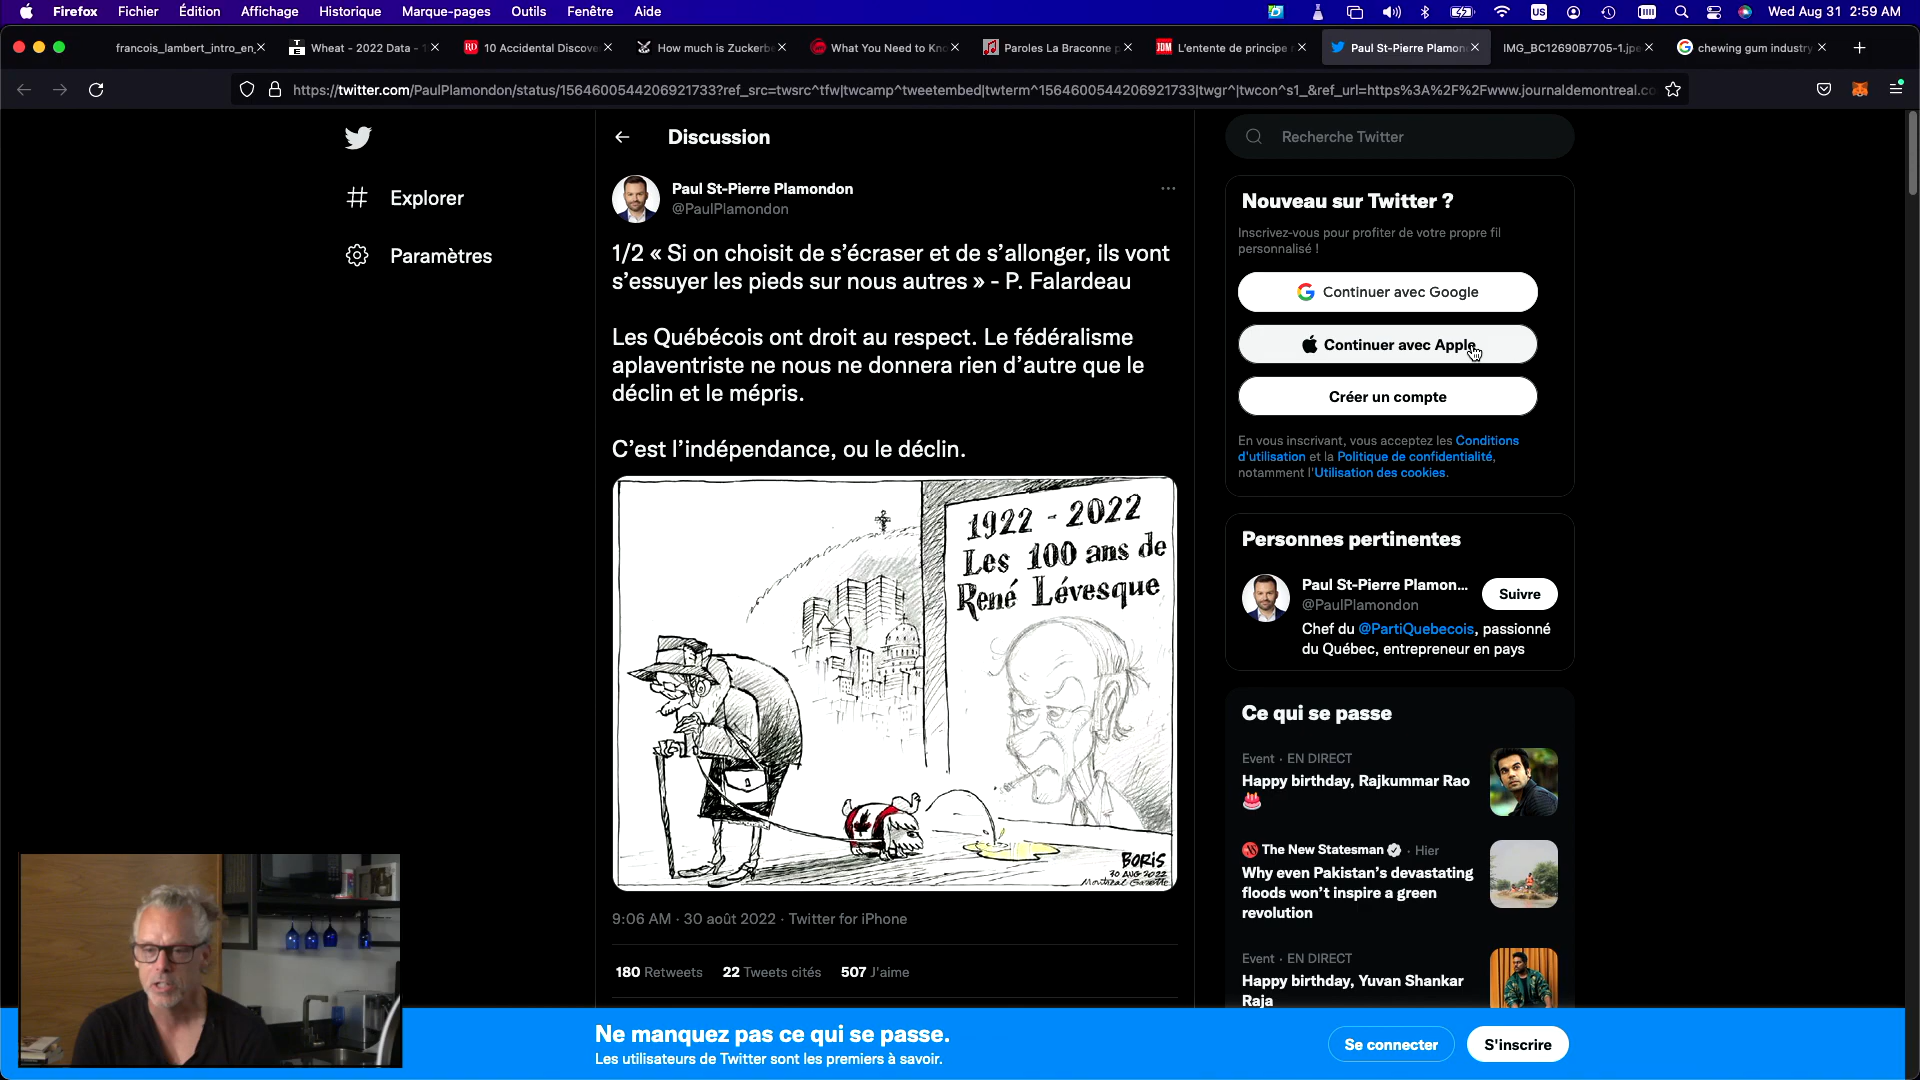 Firefox Fichier Édition Affichage Historique Marque-pages Outils Fenêtre Aide
US
Wed Aug 31 2:59 AM
francois_lambert_intro_en_
Wheat - 2022 Data - 1
10 Accidental Discove
How much is Zuckerbe
What You Need to Kno
Paroles La Braconne p
JDM L'entente de principe
Paul St-Pierre Plamon
IMG_BC12690B7705-1.jpe
chewing gum industry
https://twitter.com/PaulPlamondon/status/1564600544206921733?ref_src=twsrc^tfw|twcamp^tweetembed|twterm^1564600544206921733|twgr^|twcon^s1_&ref_url=https%3A%2F%2Fwww.journaldemontreal.co
Explorer
Paramètres
Discussion
Paul St-Pierre Plamondon
@PaulPlamondon
1/2 « Si on choisit de s'écraser et de s'allonger, ils vont
s'essuyer les pieds sur nous autres » - P. Falardeau
Les Québécois ont droit au respect. Le fédéralisme
aplaventriste ne nous ne donnera rien d'autre que le
déclin et le mépris.
C'est l'indépendance, ou le déclin.
1922 - 2022
Les 100 ans de
René Lévesque
BORIS
30 AUG 2022
Montreal Gazette
9:06 AM · 30 août 2022 · Twitter for iPhone
180 Retweets 22 Tweets cités 507 J'aime
Recherche Twitter
Nouveau sur Twitter ?
Inscrivez-vous pour profiter de votre propre fil
personnalisé !
Continuer avec Google
Continuer avec Apple
Créer un compte
En vous inscrivant, vous acceptez les Conditions
d'utilisation et la Politique de confidentialité,
notamment l'Utilisation des cookies.
Personnes pertinentes
Paul St-Pierre Plamon...
@PaulPlamondon
Suivre
Chef du @PartiQuebecois, passionné
du Québec, entrepreneur en pays
Ce qui se passe
Event · EN DIRECT
Happy birthday, Rajkummar Rao
The New Statesman · Hier
Why even Pakistan's devastating
floods won't inspire a green
revolution
Event · EN DIRECT
Happy birthday, Yuvan Shankar
Raja
Ne manquez pas ce qui se passe.
Les utilisateurs de Twitter sont les premiers à savoir.
Se connecter
S'inscrire